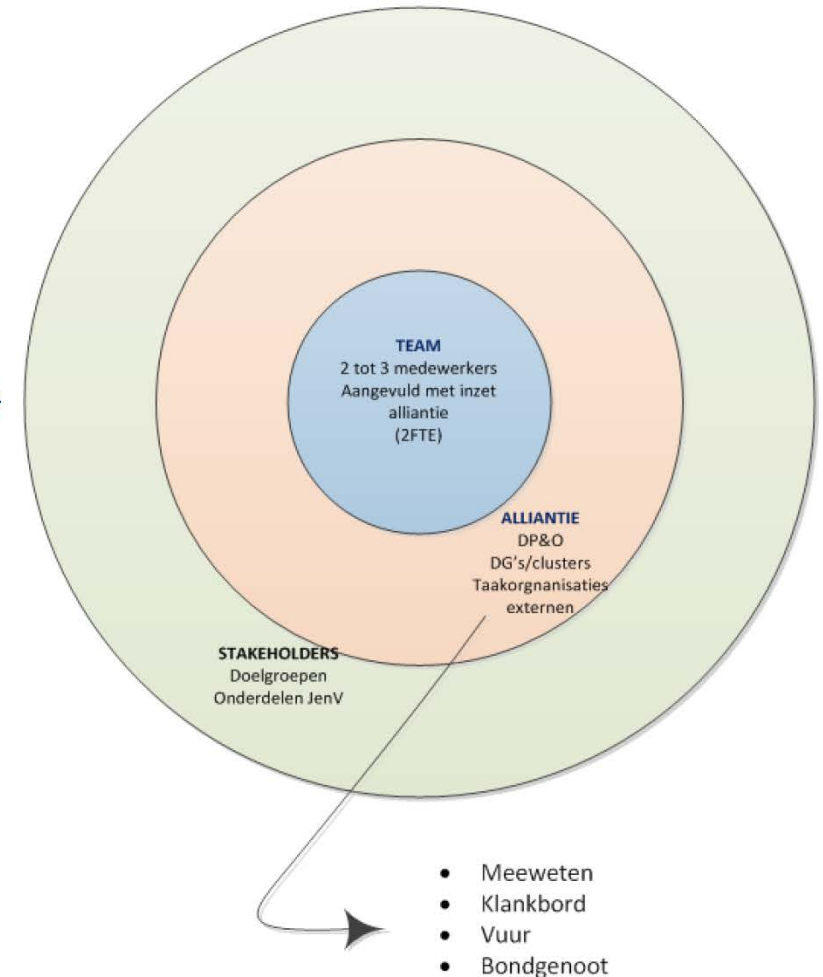 TEAM
2 tot 3 medewerkers
Aangevuld met inzet
alliantie
(2FTE)
ALLIANTIE
DP&O
DG's/clusters
Taakorgnanisaties
externen
STAKEHOLDERS
Doelgroepen
Onderdelen JenV
• Meeweten
• Klankbord
• Vuur
• Bondgenoot